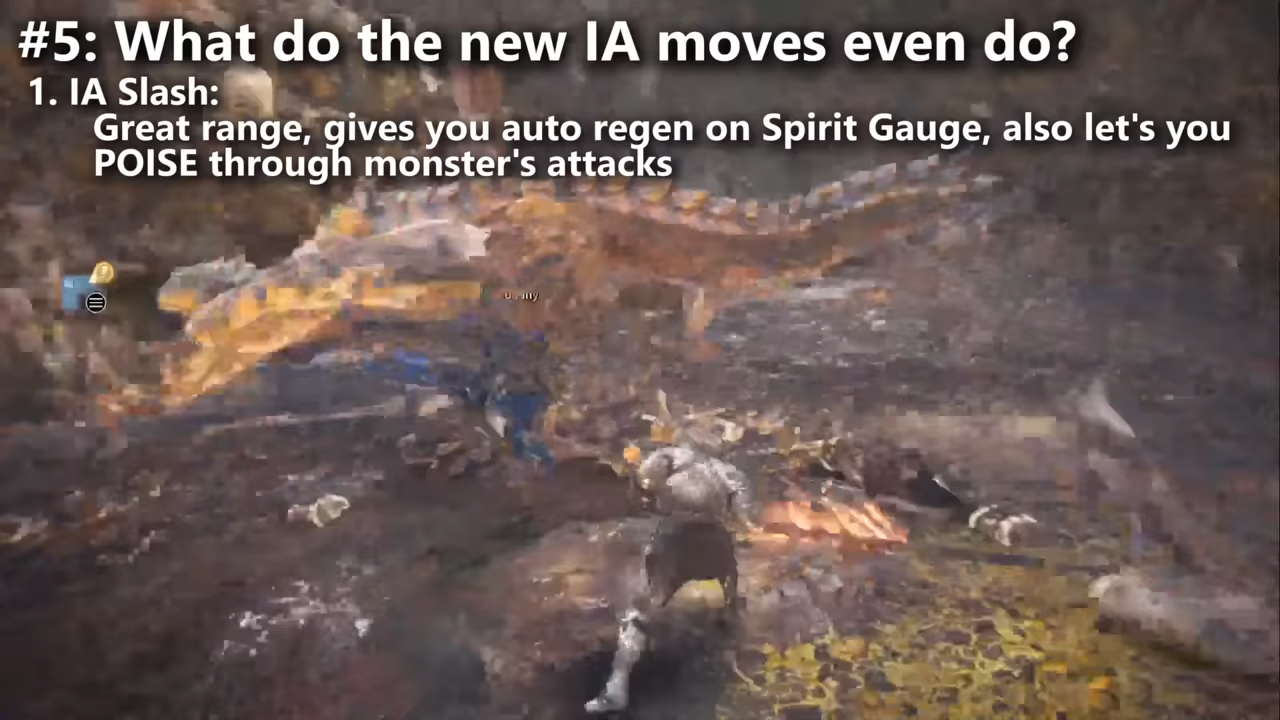 #5: What do the new IA moves even do?
1. IA Slash:
Great range, gives you auto regen on Spirit Gauge, also let's you
POISE through monster's attacks